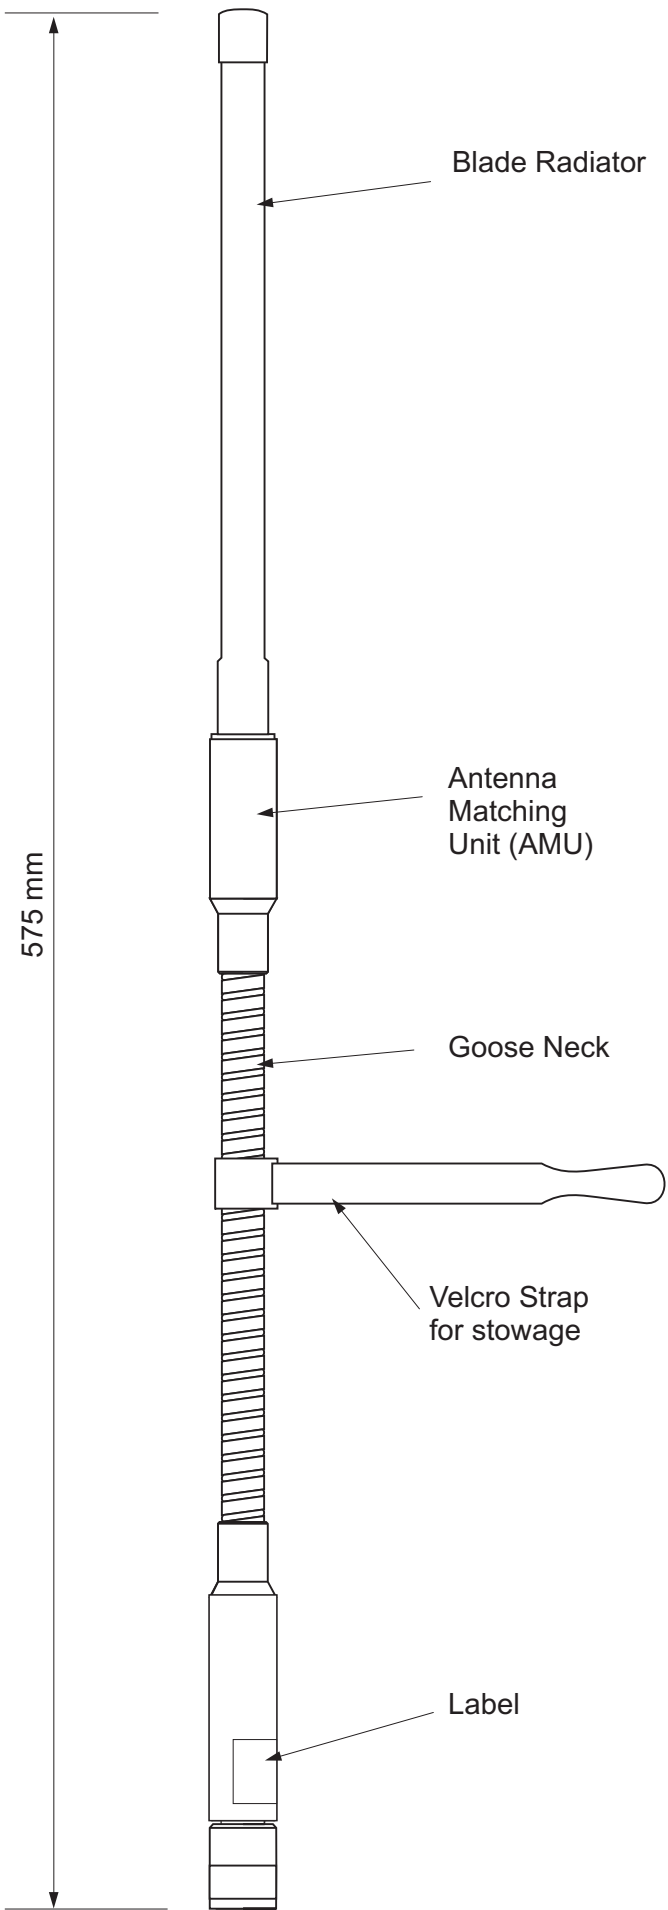 Blade Radiator
Antenna
Matching
Unit (AMU)
575 mm
Goose Neck
Velcro Strap
for stowage
Label